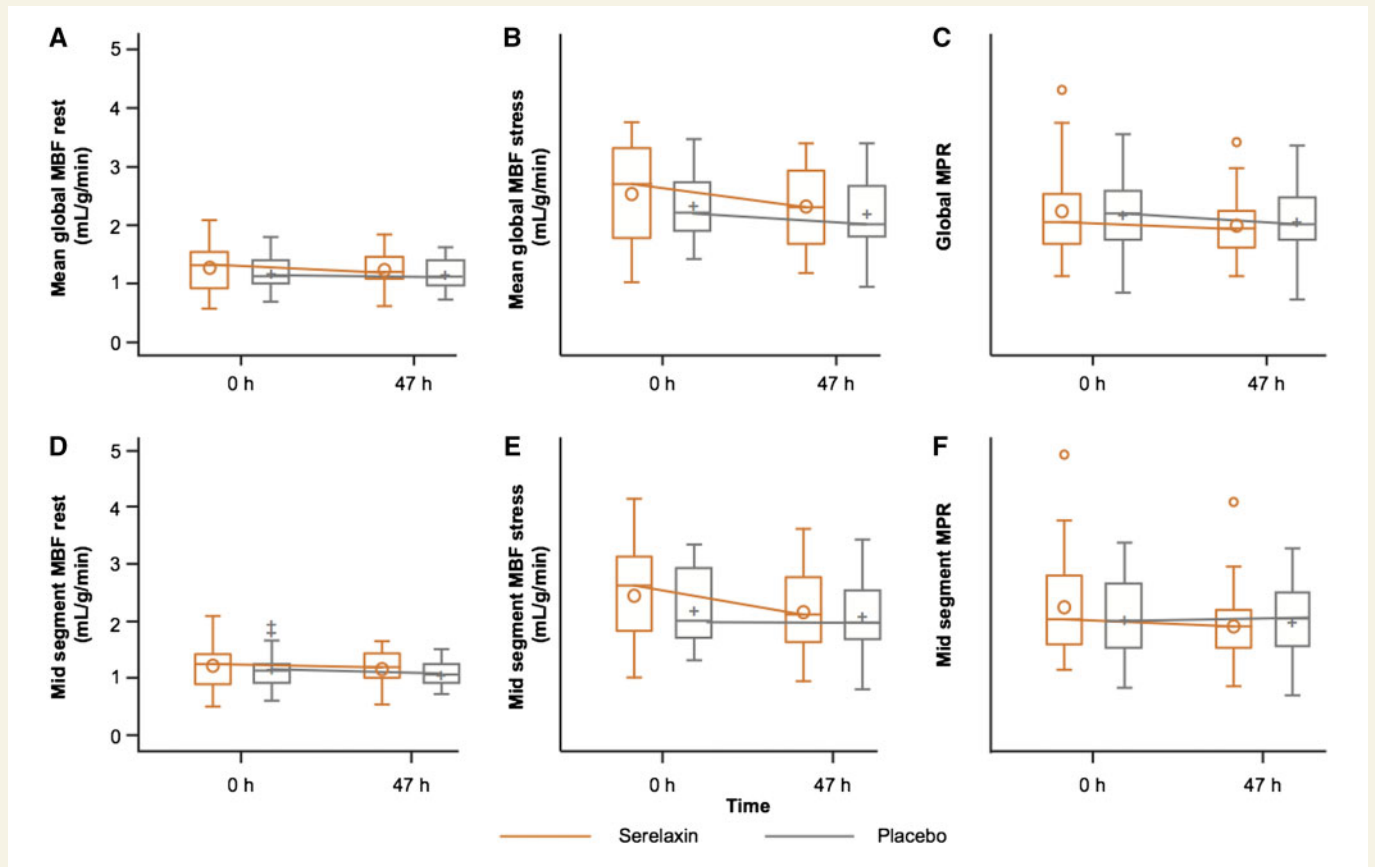 A
Mean global MBF rest
(mL/g/min)
5
4
3
2
1
0
0 h
47 h
B
Mean global MBF stress
(mL/g/min)
0 h
47 h
C
Global MPR
0 h
47 h
D
Mid segment MBF rest
(mL/g/min)
5
4
3
2
1
0
0 h
47 h
E
Mid segment MBF stress
(mL/g/min)
0 h
47 h
F
Mid segment MPR
0 h
47 h
Time
Serelaxin
Placebo